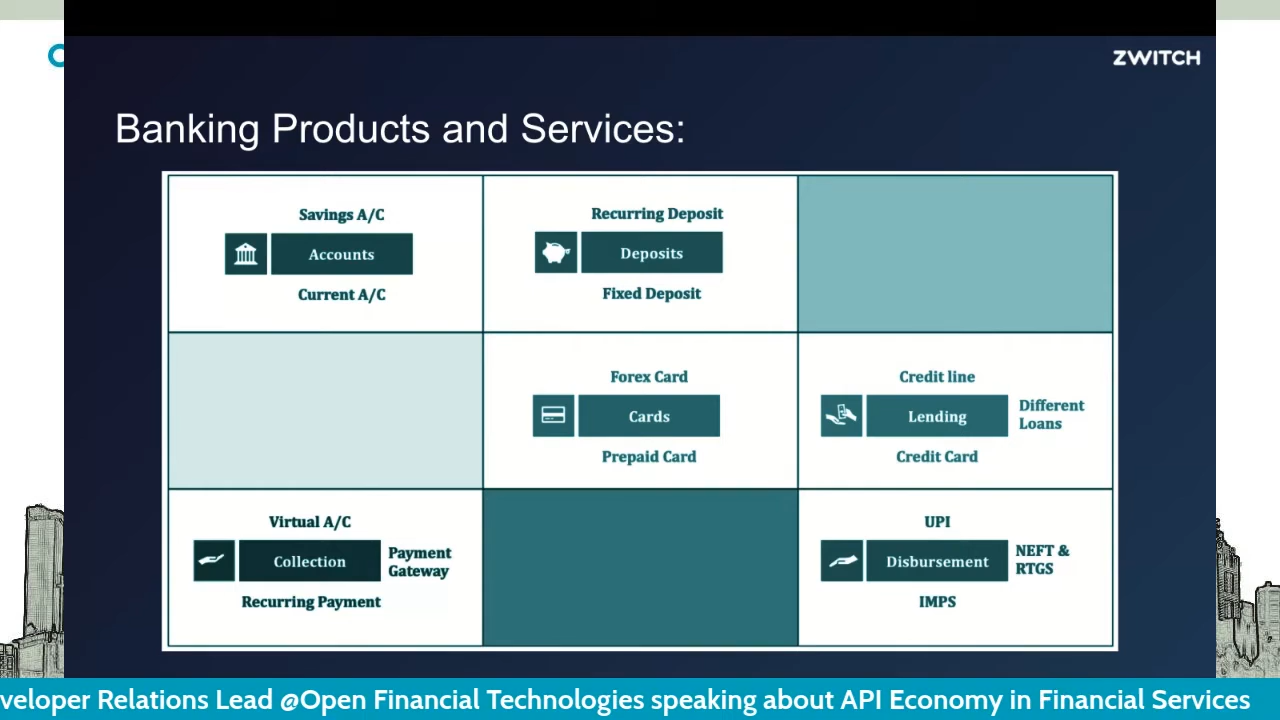 ZWITCH
Banking Products and Services:
Savings A/C
Accounts
Current A/C
Recurring Deposit
Deposits
Fixed Deposit
Forex Card
Cards
Prepaid Card
Credit line
Lending
Different
Loans
Credit Card
Virtual A/C
Collection
Payment
Gateway
Recurring Payment
UPI
Disbursement
NEFT &
RTGS
IMPS
veloper Relations Lead @Open Financial Technologies speaking about API Economy in Financial Services